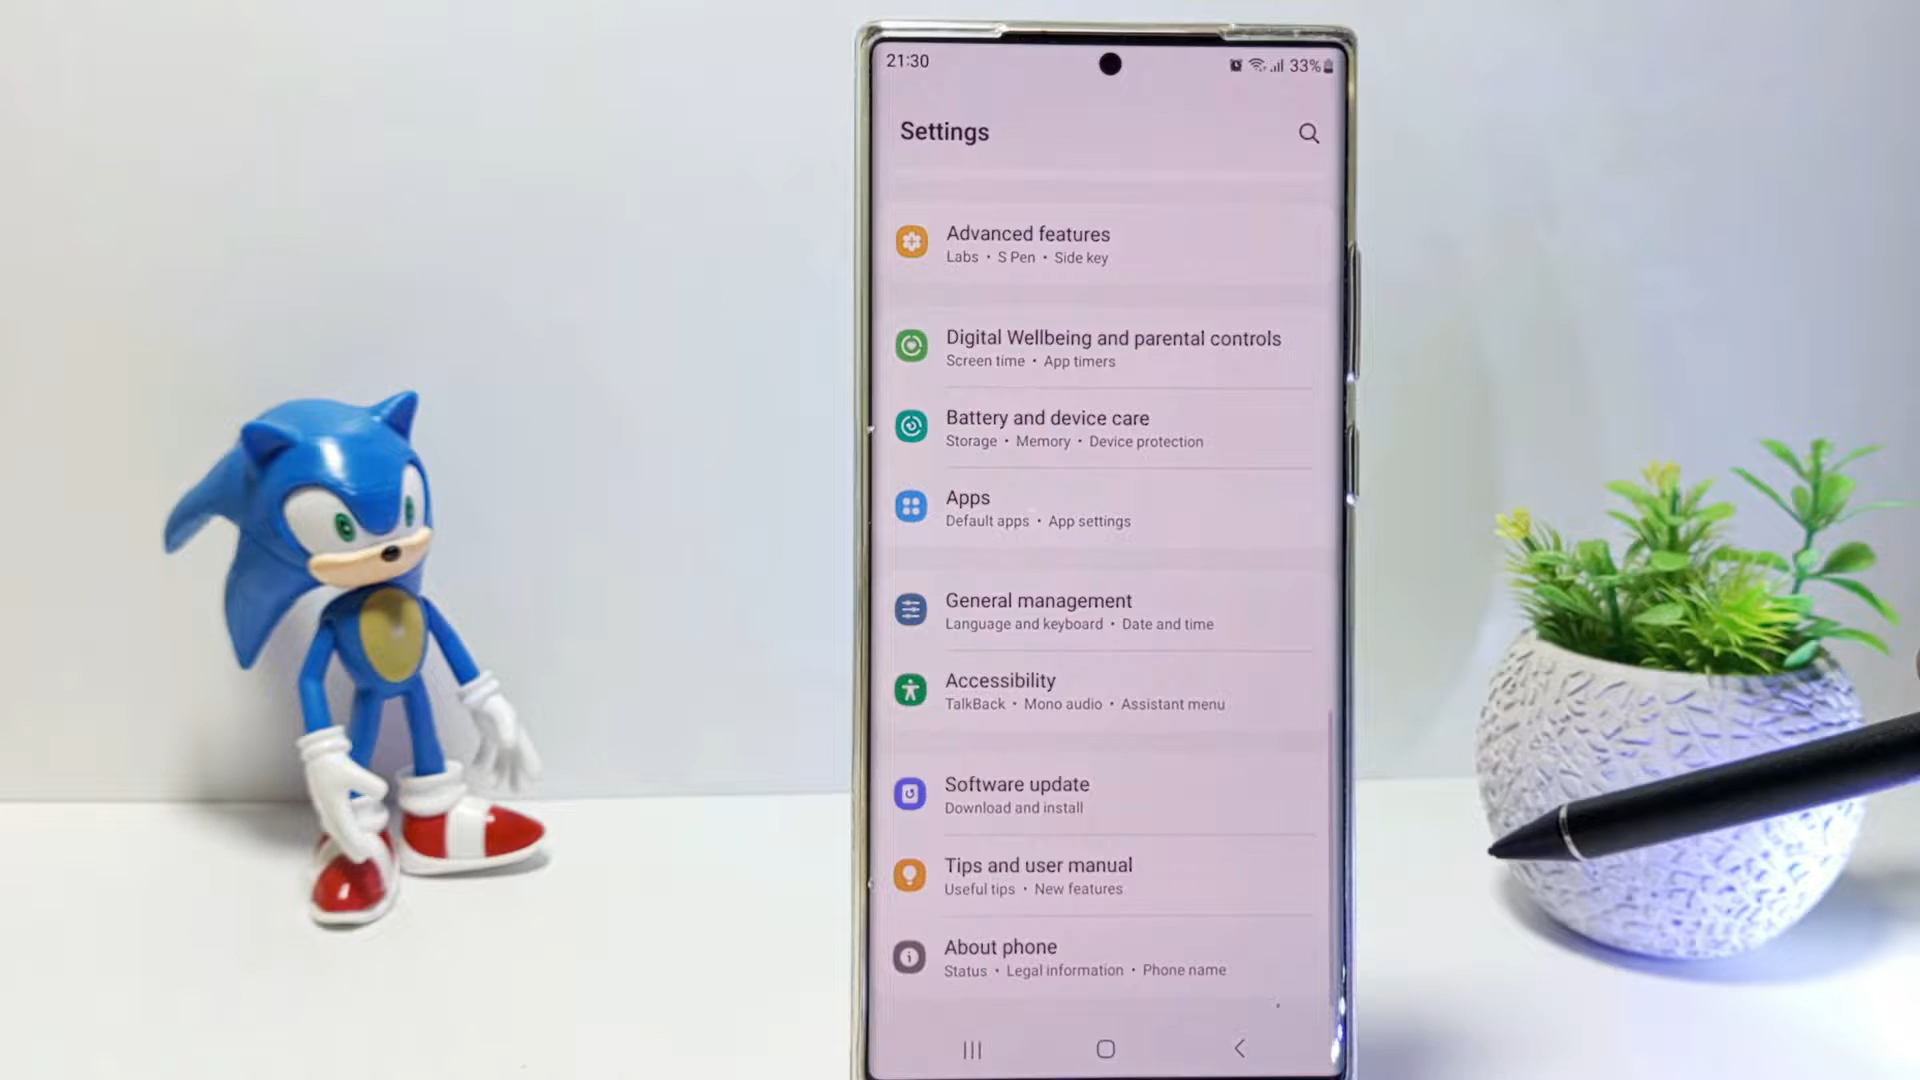 21:30
33%
Settings
Advanced features
Labs • S Pen • Side key
Digital Wellbeing and parental controls
Screen time • App timers
Battery and device care
Storage • Memory • Device protection
Apps
Default apps • App settings
General management
Language and keyboard • Date and time
Accessibility
TalkBack • Mono audio • Assistant menu
Software update
Download and install
Tips and user manual
Useful tips • New features
About phone
Status • Legal information • Phone name